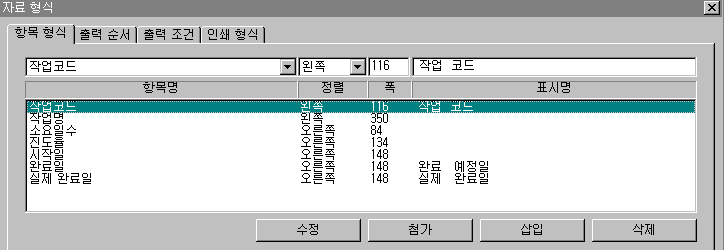 자료 형식
항목 형식 출력 순서 출력 조건 인쇄 형식
작업코드 왼쪽 116 작업 코드
항목명 정렬 폭 표시명
작업코드 왼쪽 116 작업 코드
작업명 왼쪽 350
소요일수 오른쪽 84
진도율 오른쪽 134
시작일 오른쪽 148
완료일 오른쪽 148 완료 예정일
실제 완료일 오른쪽 148 실제 완료일
수정 첨가 삽입 삭제